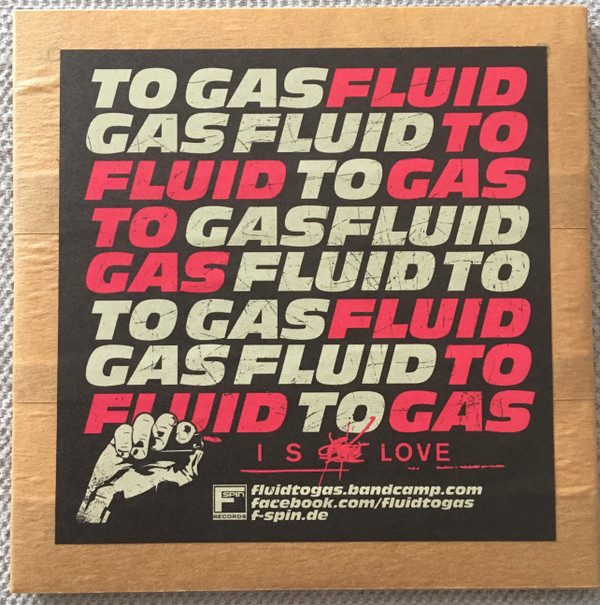 TO GAS FLUID
GAS FLUID TO
FLUID TO GAS
TO GAS FLUID
GAS FLUID TO
TO GAS FLUID
GAS FLUID TO
FLUID TO GAS
IS LOVE
F SPIN
RECORDS
fluidtogas.bandcamp.com
facebook.com/fluidtogas
f-spin.de